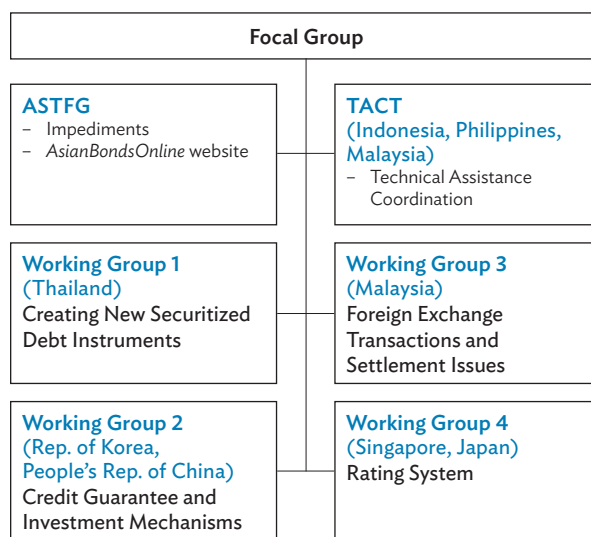 Focal Group
ASTFG
– Impediments
– AsianBondsOnline website
TACT
(Indonesia, Philippines,
Malaysia)
– Technical Assistance
Coordination
Working Group 1
(Thailand)
Creating New Securitized
Debt Instruments
Working Group 3
(Malaysia)
Foreign Exchange
Transactions and
Settlement Issues
Working Group 2
(Rep. of Korea,
People’s Rep. of China)
Credit Guarantee and
Investment Mechanisms
Working Group 4
(Singapore, Japan)
Rating System